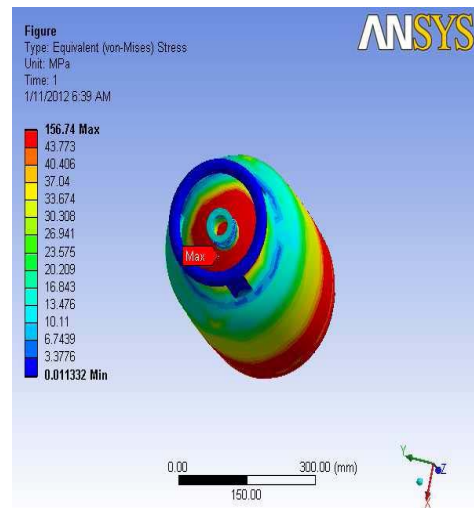 Figure
Type: Equivalent (von-Mises) Stress
Unit: MPa
Time: 1
1/11/2012 6:39 AM
ANSYS
156.74 Max
43.773
40.406
37.04
33.674
30.308
26.941
23.575
20.209
16.843
13.476
10.11
6.7439
3.3776
0.011332 Min
Max
0.00
300.00 (mm)
150.00
Y
Z
X